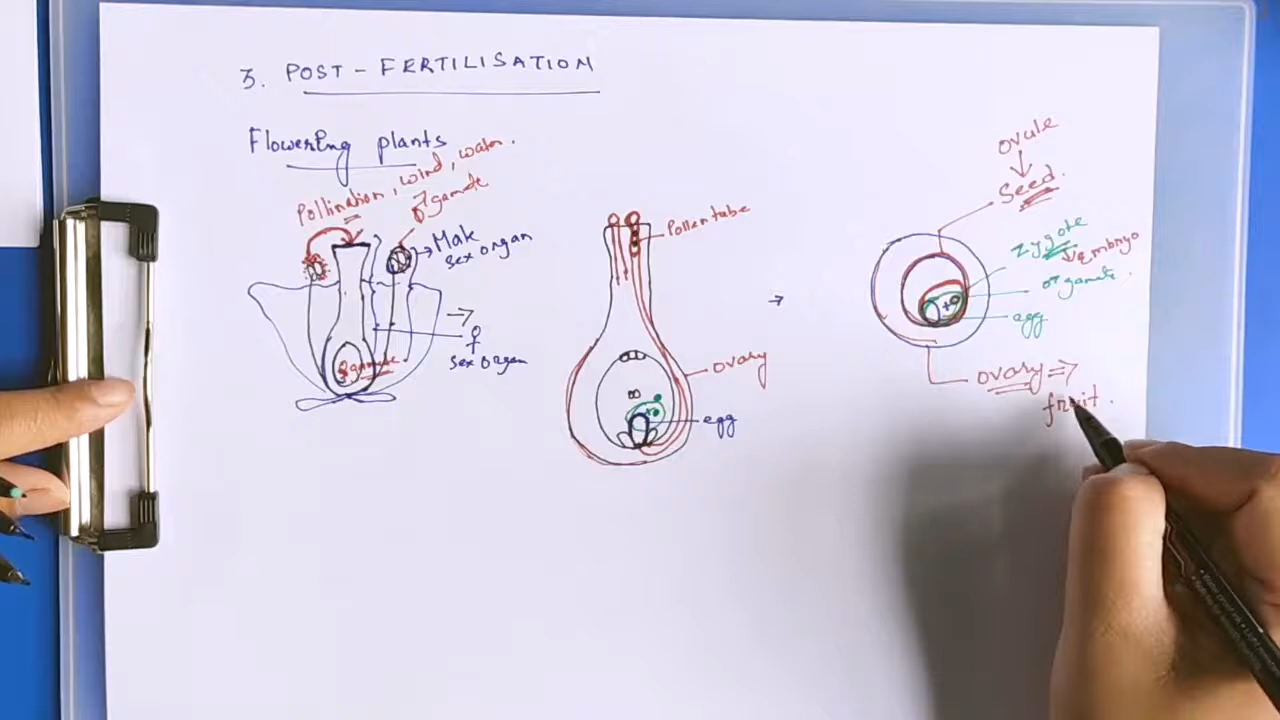 3. POST - FERTILISATION
Flowering plants
Pollination, wind, water.
♂ gamete
Male
sex organ
♀
sex organ
♀ gamete
Pollen tube
ovary
egg
ovule
↓
Seed.
zygote
↓ embryo
♂ gamete.
egg
ovary ⇒
fruit.